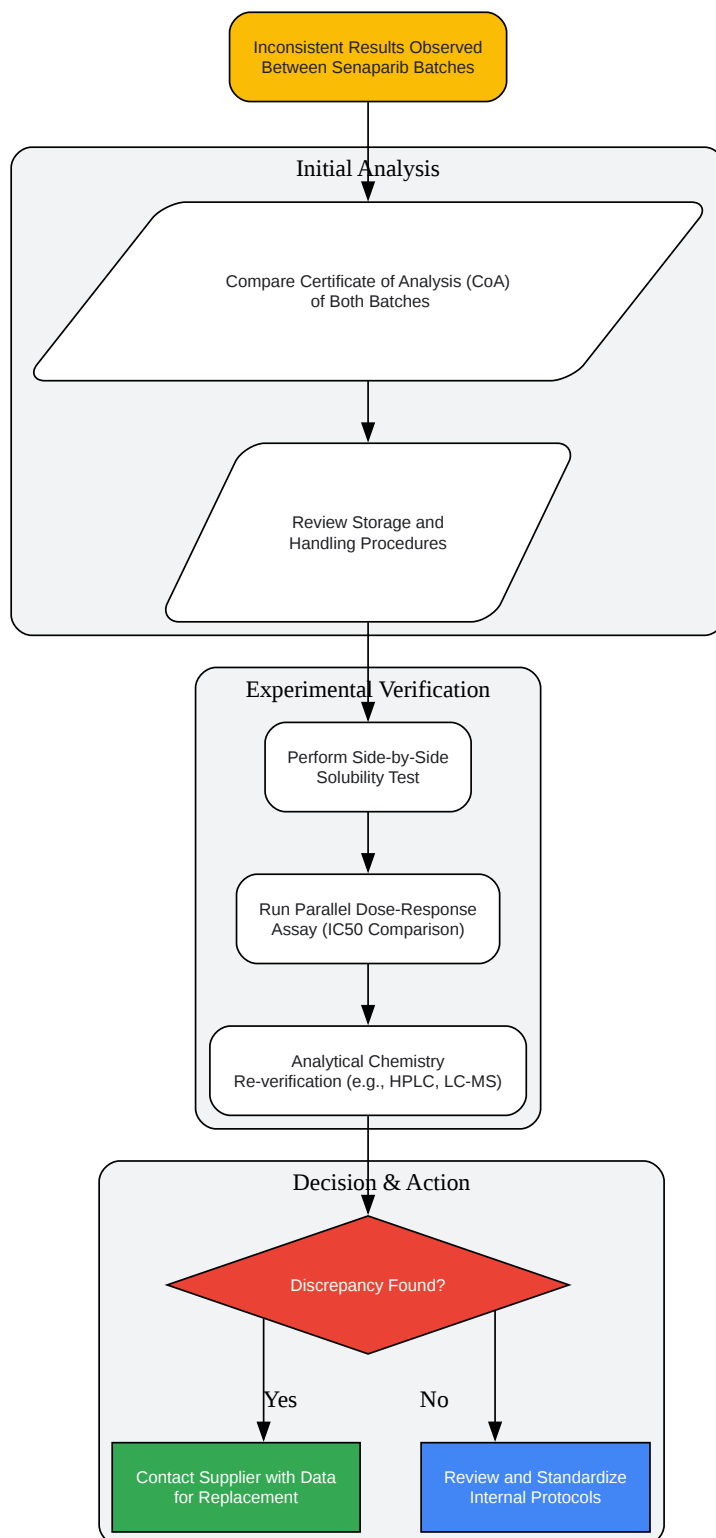 Inconsistent Results Observed
Between Senaparib Batches
Initial Analysis
Compare Certificate of Analysis (CoA)
of Both Batches
Review Storage and
Handling Procedures
Experimental Verification
Perform Side-by-Side
Solubility Test
Run Parallel Dose-Response
Assay (IC50 Comparison)
Analytical Chemistry
Re-verification (e.g., HPLC, LC-MS)
Decision & Action
Discrepancy Found?
Yes
No
Contact Supplier with Data
for Replacement
Review and Standardize
Internal Protocols